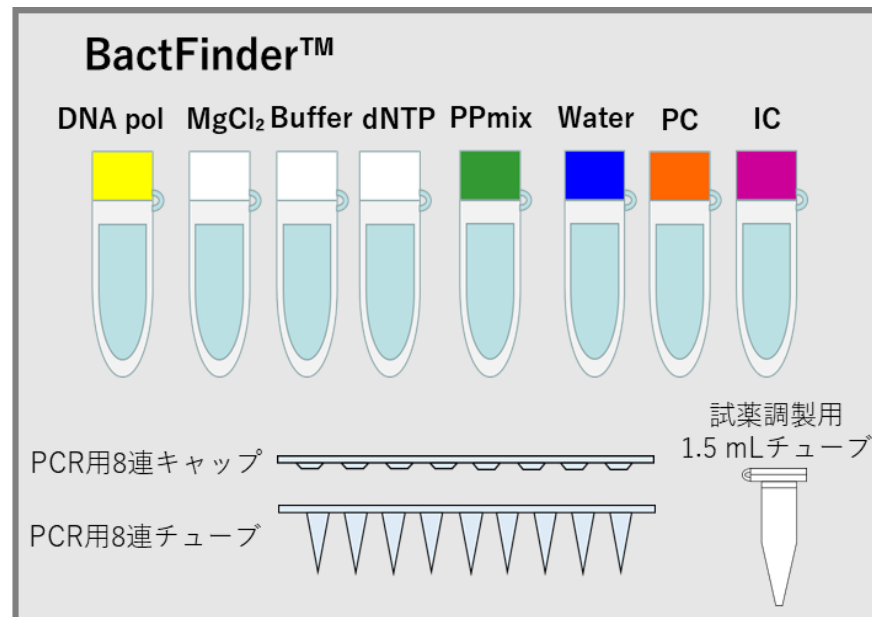 BactFinder™
DNA pol MgCl₂ Buffer dNTP PPmix Water PC IC
試薬調製用
1.5 mLチューブ
PCR用8連キャップ
PCR用8連チューブ